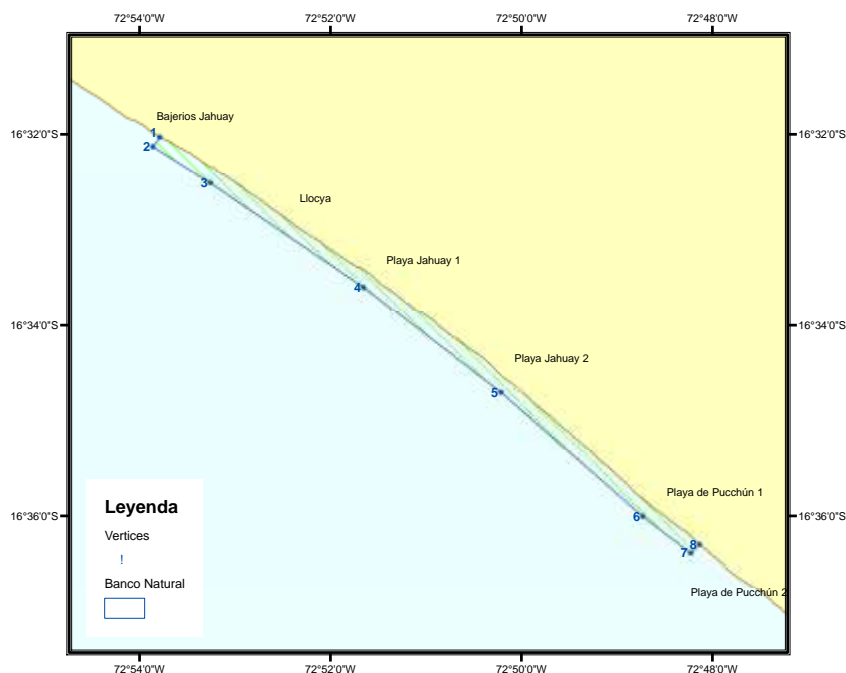 72°54'0"W 72°52'0"W 72°50'0"W 72°48'0"W
Bajerios Jahuay
16°32'0"S 1 16°32'0"S
2
3
Llocya
Playa Jahuay 1
4
16°34'0"S 16°34'0"S
Playa Jahuay 2
5
Playa de Pucchún 1
16°36'0"S 6 16°36'0"S
8
7
Playa de Pucchún 2
Leyenda
Vertices
!
Banco Natural
72°54'0"W 72°52'0"W 72°50'0"W 72°48'0"W